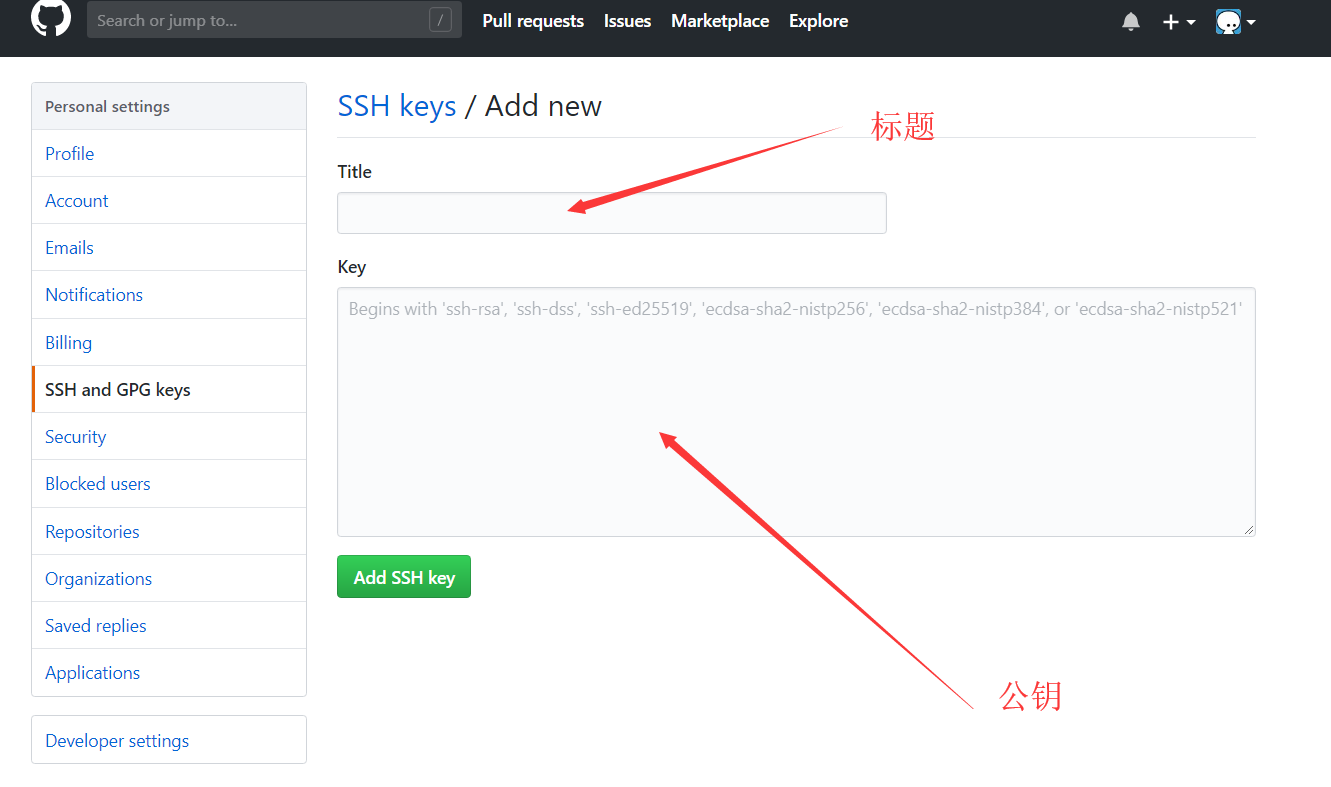 Search or jump to...
/
Pull requests
Issues
Marketplace
Explore
Personal settings
Profile
Account
Emails
Notifications
Billing
SSH and GPG keys
Security
Blocked users
Repositories
Organizations
Saved replies
Applications
Developer settings
SSH keys / Add new
标题
Title
Key
Begins with 'ssh-rsa', 'ssh-dss', 'ssh-ed25519', 'ecdsa-sha2-nistp256', 'ecdsa-sha2-nistp384', or 'ecdsa-sha2-nistp521'
Add SSH key
公钥